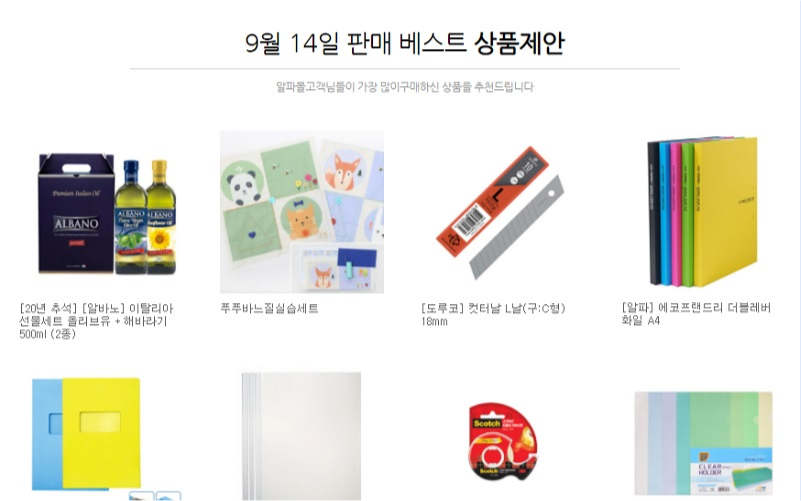 9월 14일 판매 베스트 상품제안
알파몰고객님들이 가장 많이구매하신 상품을 추천드립니다
Premium Italian Oil
ALBANO
ALBANO
ALBANO
L
[20년 추석] [알바노] 이탈리아
선물세트 올리브유 + 해바라기
500ml (2종)
푸푸바느질실습세트
[도루코] 컷터날 L날(구:C형)
18mm
[알파] 에코프랜드리 더블레버
화일 A4
Scotch
CLEAR
HOLDER